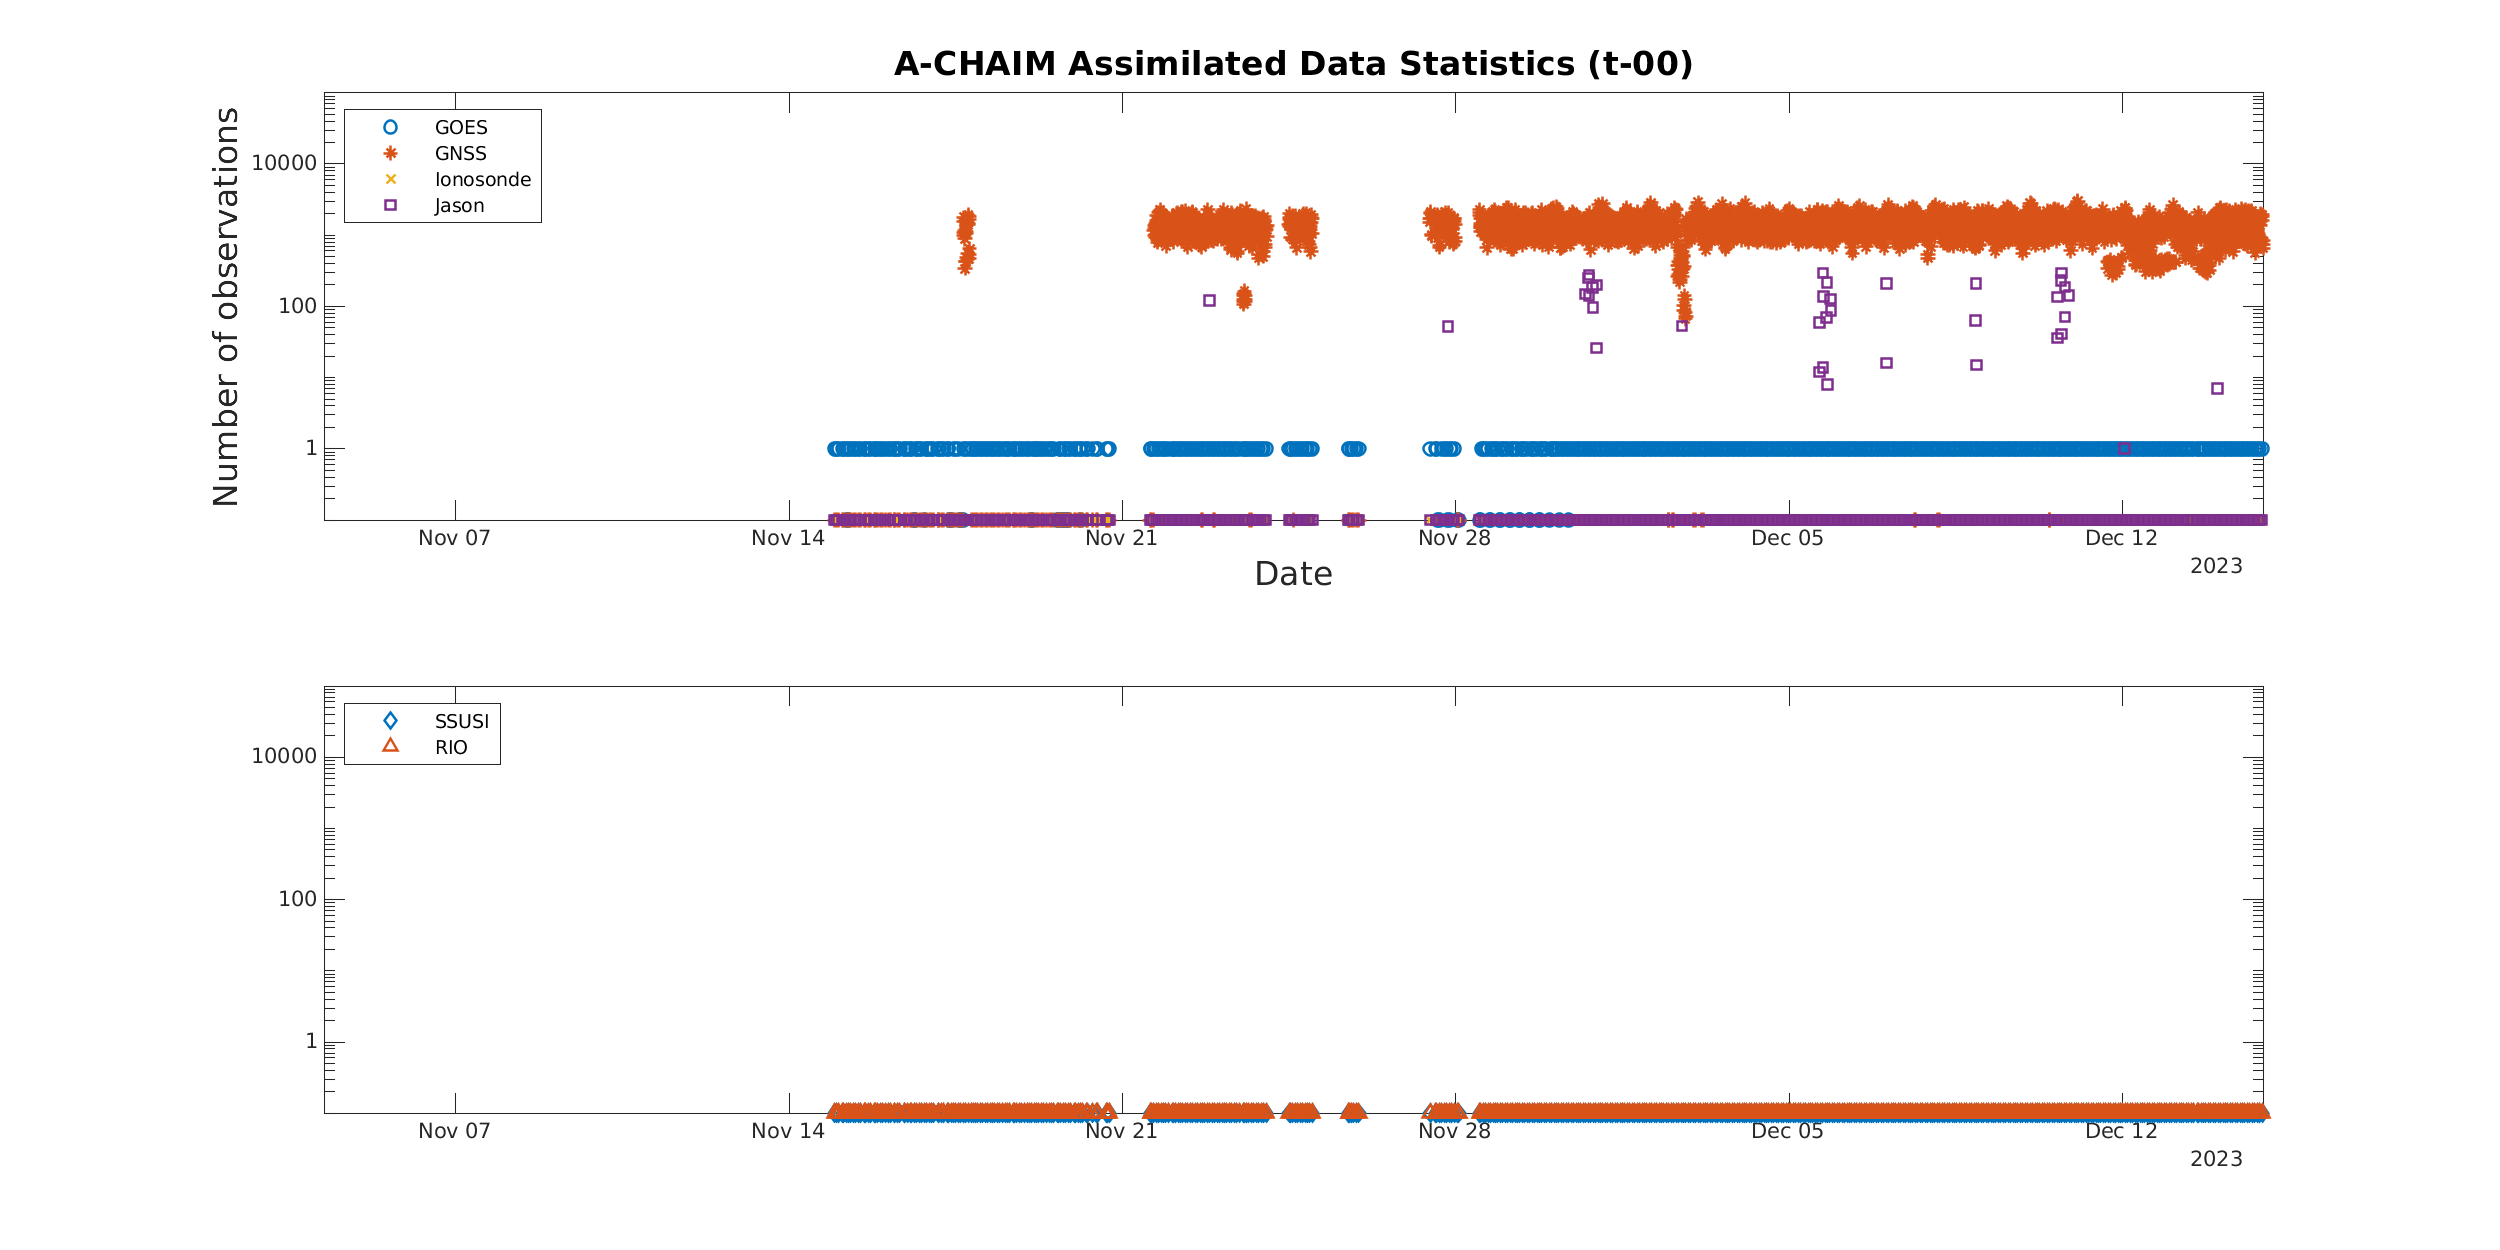 A-CHAIM Assimilated Data Statistics (t-00)
Number of observations
GOES
GNSS
Ionosonde
Jason
10000
100
1
Nov 07 Nov 14 Nov 21 Nov 28 Dec 05 Dec 12
2023
Date
SSUSI
RIO
10000
100
1
Nov 07 Nov 14 Nov 21 Nov 28 Dec 05 Dec 12
2023